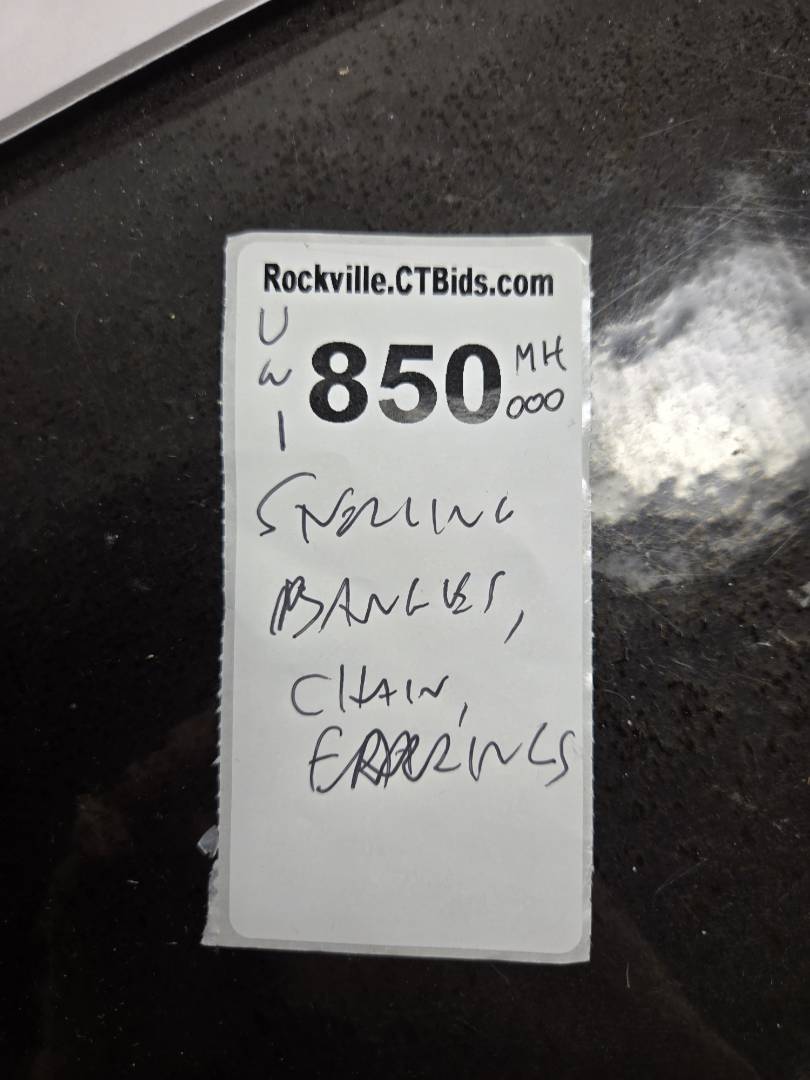 Rockville.CTBids.com
U
W
1
850
MH
000
STERLING
BANGLES,
CHAIN,
EARRINGS